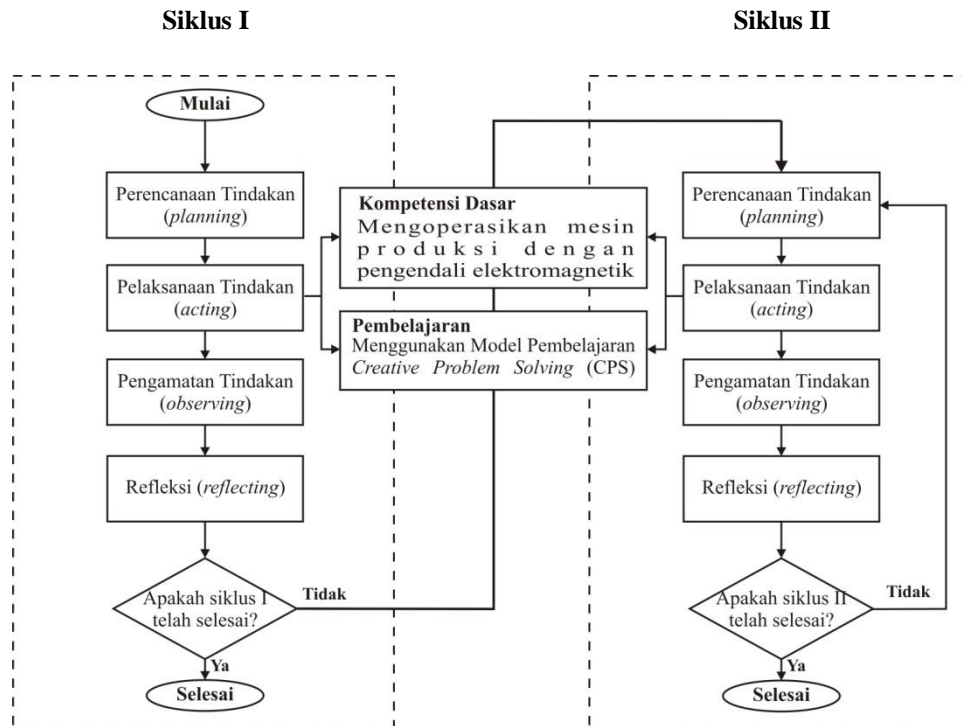 Siklus I
Siklus II
Mulai
Perencanaan Tindakan
(planning)
Pelaksanaan Tindakan
(acting)
Pengamatan Tindakan
(observing)
Refleksi (reflecting)
Apakah siklus I
telah selesai?
Tidak
Ya
Selesai
Kompetensi Dasar
Mengoperasikan mesin
produksi dengan
pengendali elektromagnetik
Pembelajaran
Menggunakan Model Pembelajaran
Creative Problem Solving (CPS)
Perencanaan Tindakan
(planning)
Pelaksanaan Tindakan
(acting)
Pengamatan Tindakan
(observing)
Refleksi (reflecting)
Apakah siklus II
telah selesai?
Tidak
Ya
Selesai